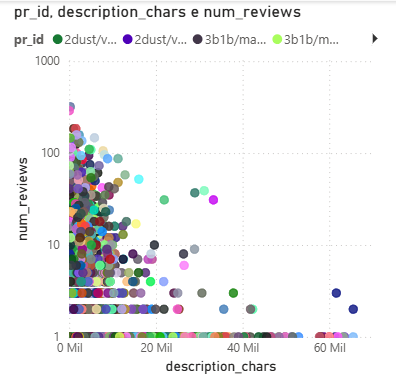 pr_id, description_chars e num_reviews
pr_id 2dust/v... 2dust/v... 3b1b/ma... 3b1b/m...
1000
100
10
1
num_reviews
0 Mil 20 Mil 40 Mil 60 Mil
description_chars